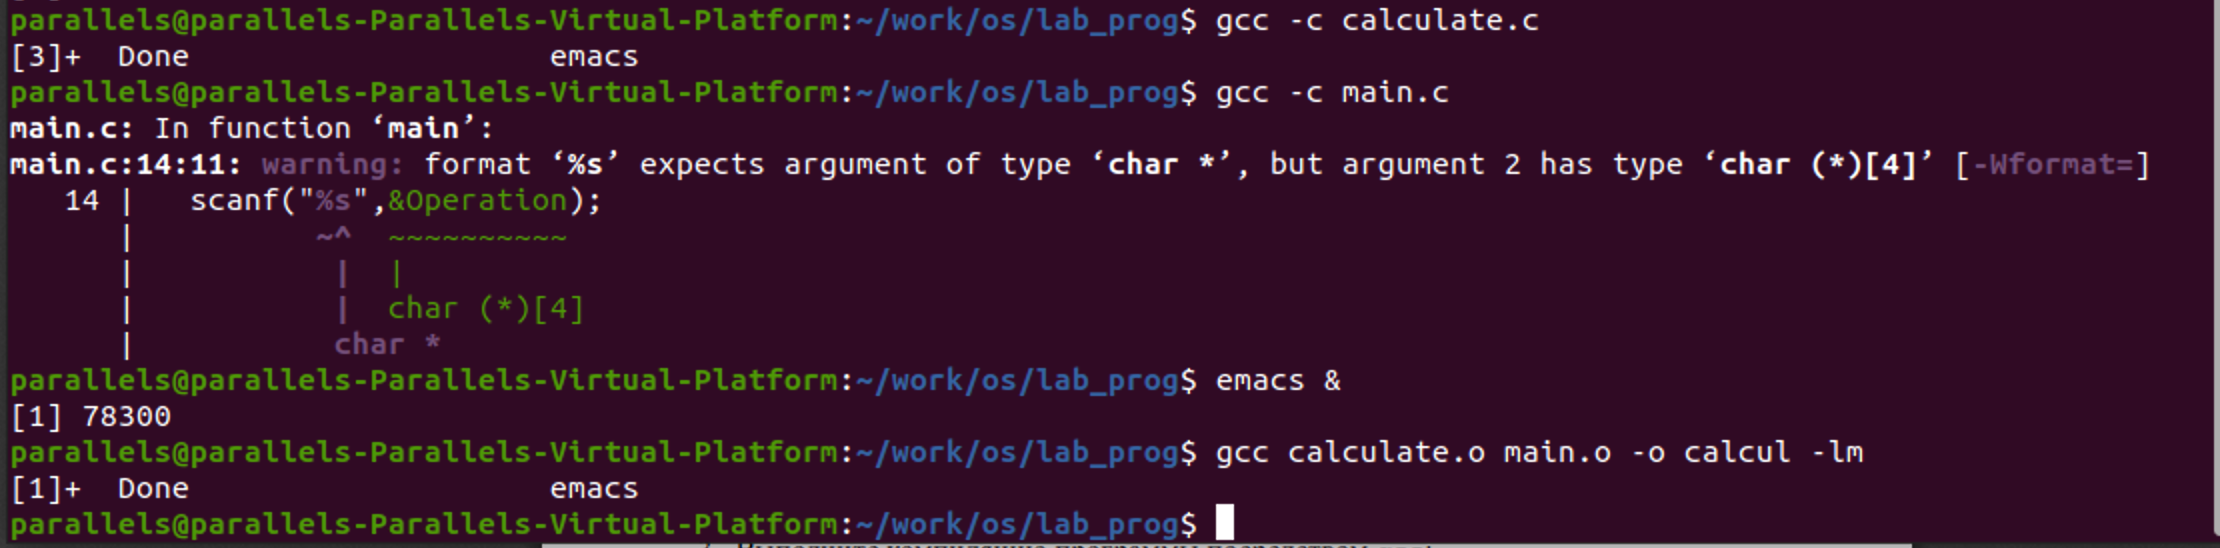 parallels@parallels-Parallels-Virtual-Platform:~/work/os/lab_prog$ gcc -c calculate.c
[3]+  Done                    emacs
parallels@parallels-Parallels-Virtual-Platform:~/work/os/lab_prog$ gcc -c main.c
main.c: In function ‘main’:
main.c:14:11: warning: format ‘%s’ expects argument of type ‘char *’, but argument 2 has type ‘char (*)[4]’ [-Wformat=]
   14 |   scanf("%s",&Operation);
      |          ~^  ~~~~~~~~~~
      |           |  |
      |           |  char (*)[4]
      |           char *
parallels@parallels-Parallels-Virtual-Platform:~/work/os/lab_prog$ emacs &
[1] 78300
parallels@parallels-Parallels-Virtual-Platform:~/work/os/lab_prog$ gcc calculate.o main.o -o calcul -lm
[1]+  Done                    emacs
parallels@parallels-Parallels-Virtual-Platform:~/work/os/lab_prog$